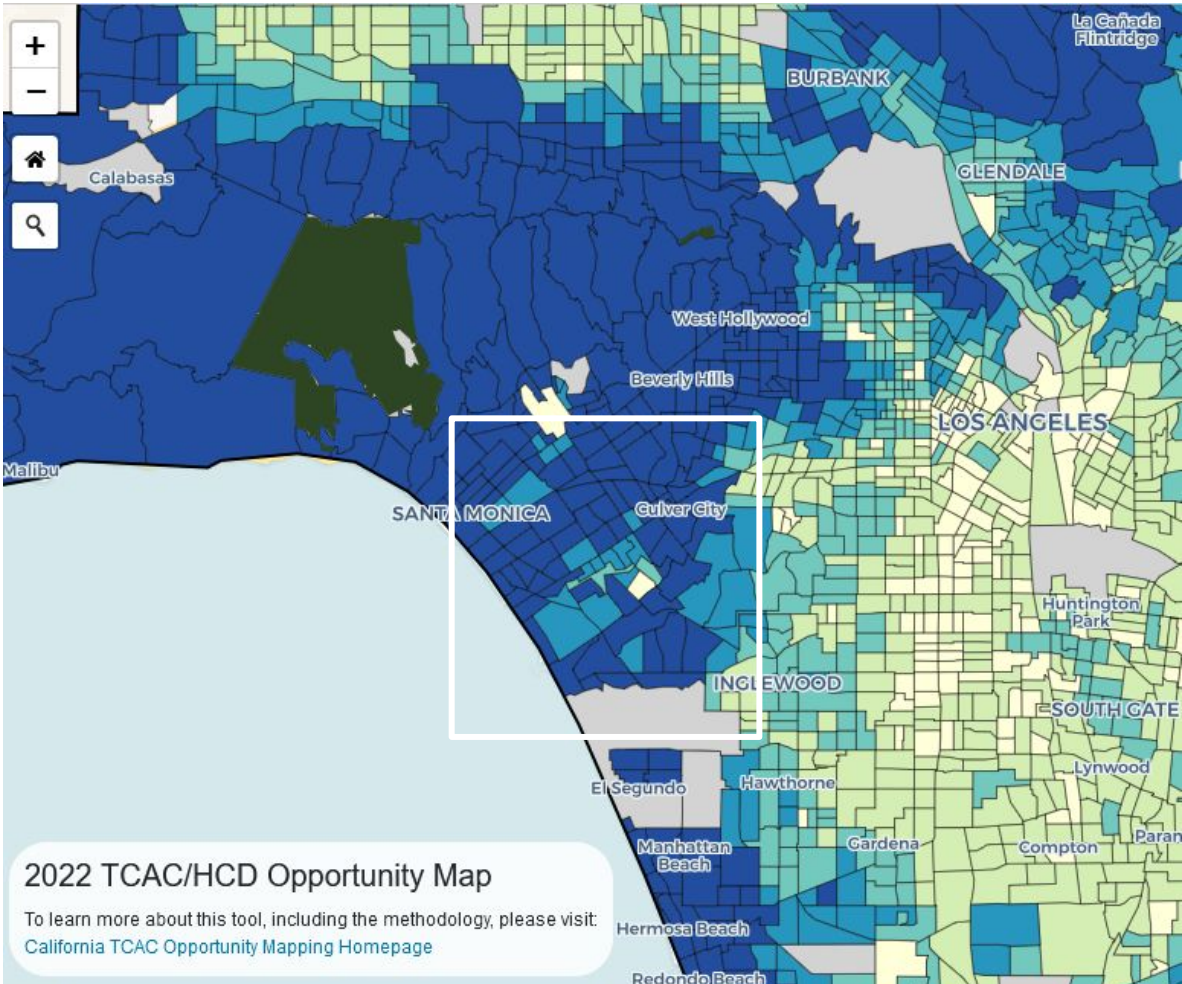 +
La Cañada
Flintridge
BURBANK
−
GLENDALE
Calabasas
West Hollywood
Beverly Hills
LOS ANGELES
Malibu
SANTA MONICA
Culver City
Huntington
Park
INGLEWOOD
SOUTH GATE
Lynwood
El Segundo
Hawthorne
Manhattan
Beach
Gardena
Compton
Param
Hermosa Beach
Redondo Beach
2022 TCAC/HCD Opportunity Map
To learn more about this tool, including the methodology, please visit:
California TCAC Opportunity Mapping Homepage